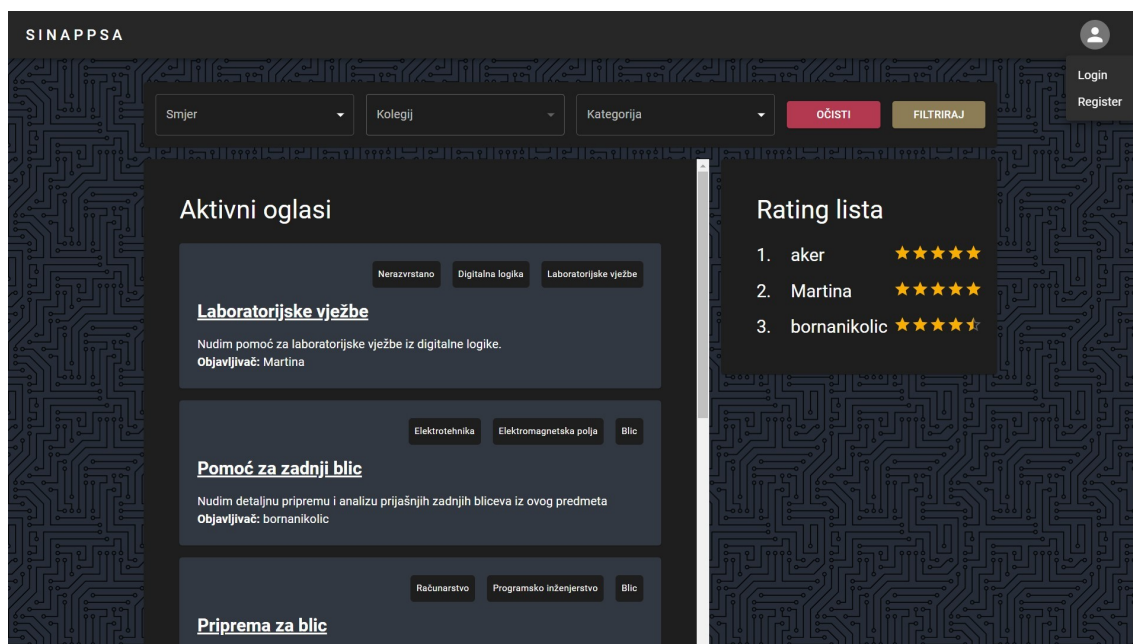 SINAPPSA
Login
Register
Smjer
Kolegij
Kategorija
OČISTI
FILTRIRAJ
Aktivni oglasi
Nerazvrstano
Digitalna logika
Laboratorijske vježbe
Laboratorijske vježbe
Nudim pomoć za laboratorijske vježbe iz digitalne logike.
Objavljivač: Martina
Elektrotehnika
Elektromagnetska polja
Blic
Pomoć za zadnji blic
Nudim detaljnu pripremu i analizu prijašnjih zadnjih bliceva iz ovog predmeta
Objavljivač: bornanikolic
Računarstvo
Programsko inženjerstvo
Blic
Priprema za blic
Rating lista
1. aker
2. Martina
3. bornanikolic